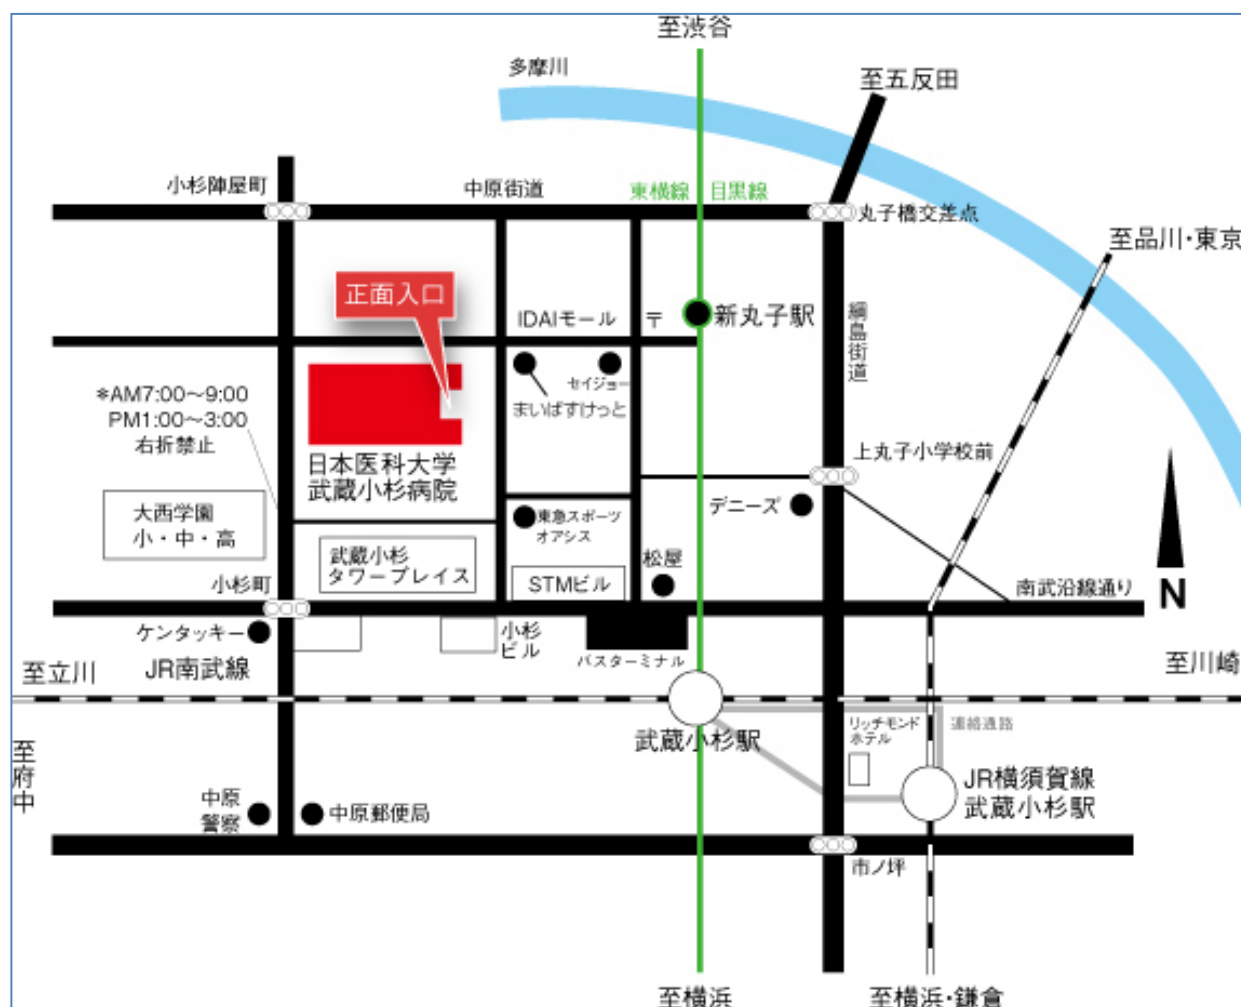 至渋谷
多摩川
至五反田
小杉陣屋町
中原街道
東横線
目黒線
丸子橋交差点
至品川・東京
正面入口
IDAIモール
〒
新丸子駅
綱島街道
セイジョー
まいばすけっと
*AM7:00〜9:00
PM1:00〜3:00
右折禁止
日本医科大学
武蔵小杉病院
上丸子小学校前
デニーズ
大西学園
小・中・高
東急スポーツ
オアシス
武蔵小杉
タワープレイス
STMビル
松屋
小杉町
南武沿線通り
N
ケンタッキー
小杉
ビル
バスターミナル
至立川
JR南武線
至川崎
武蔵小杉駅
リッチモンド
ホテル
連絡通路
至府中
JR横須賀線
武蔵小杉駅
中原
警察
中原郵便局
市ノ坪
至横浜
至横浜・鎌倉